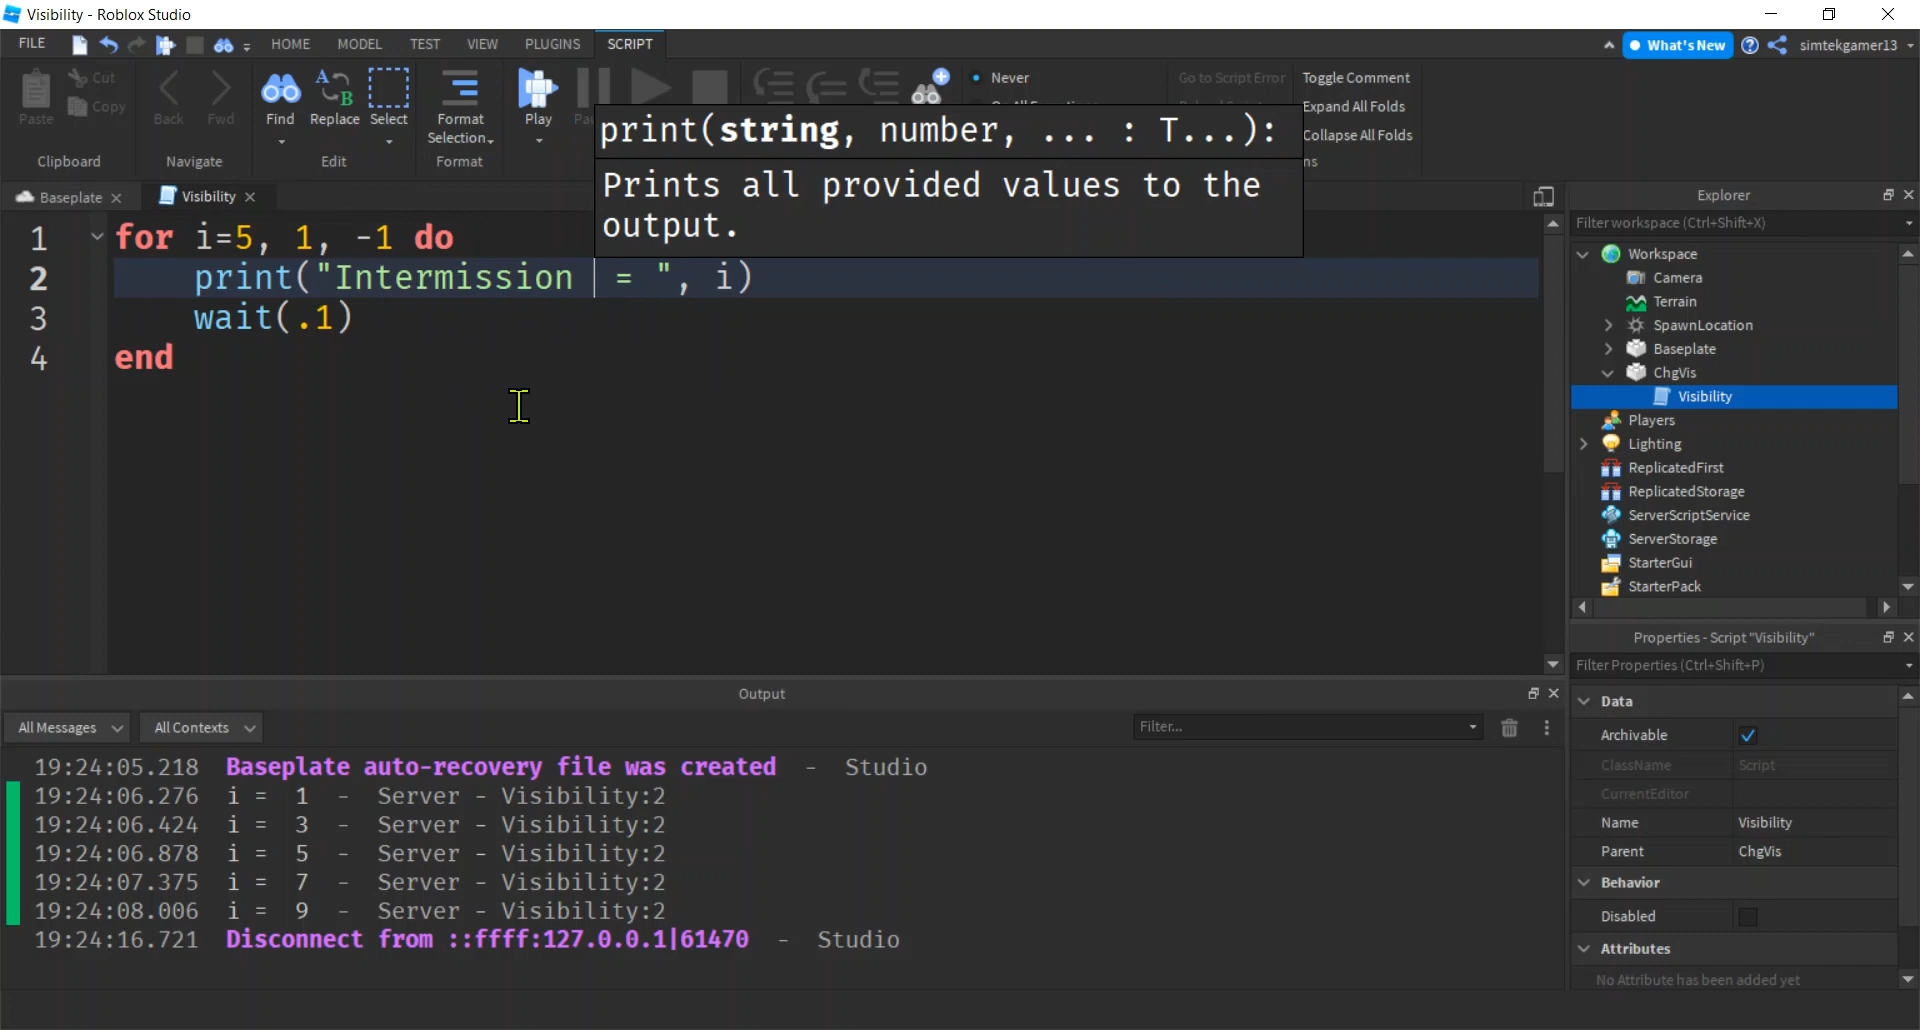 Visibility - Roblox Studio
FILE HOME MODEL TEST VIEW PLUGINS SCRIPT What's New simtekgamer13
Paste Cut Copy
Clipboard
Back Fwd
Navigate
Find Replace Select
Edit
Format Selection
Format
Play
Never
Go to Script Error
Toggle Comment
Expand All Folds
Collapse All Folds
print(string, number, ... : T...):
Prints all provided values to the
output.
Baseplate Visibility
1 for i=5, 1, -1 do
2 print("Intermission = ", i)
3 wait(.1)
4 end
Explorer
Filter workspace (Ctrl+Shift+X)
Workspace
Camera
Terrain
SpawnLocation
Baseplate
ChgVis
Visibility
Players
Lighting
ReplicatedFirst
ReplicatedStorage
ServerScriptService
ServerStorage
StarterGui
StarterPack
Properties - Script "Visibility"
Filter Properties (Ctrl+Shift+P)
Data
Archivable
ClassName Script
CurrentEditor
Name Visibility
Parent ChgVis
Behavior
Disabled
Attributes
No Attribute has been added yet
Output
All Messages All Contexts Filter...
19:24:05.218 Baseplate auto-recovery file was created - Studio
19:24:06.276 i = 1 - Server - Visibility:2
19:24:06.424 i = 3 - Server - Visibility:2
19:24:06.878 i = 5 - Server - Visibility:2
19:24:07.375 i = 7 - Server - Visibility:2
19:24:08.006 i = 9 - Server - Visibility:2
19:24:16.721 Disconnect from ::ffff:127.0.0.1|61470 - Studio